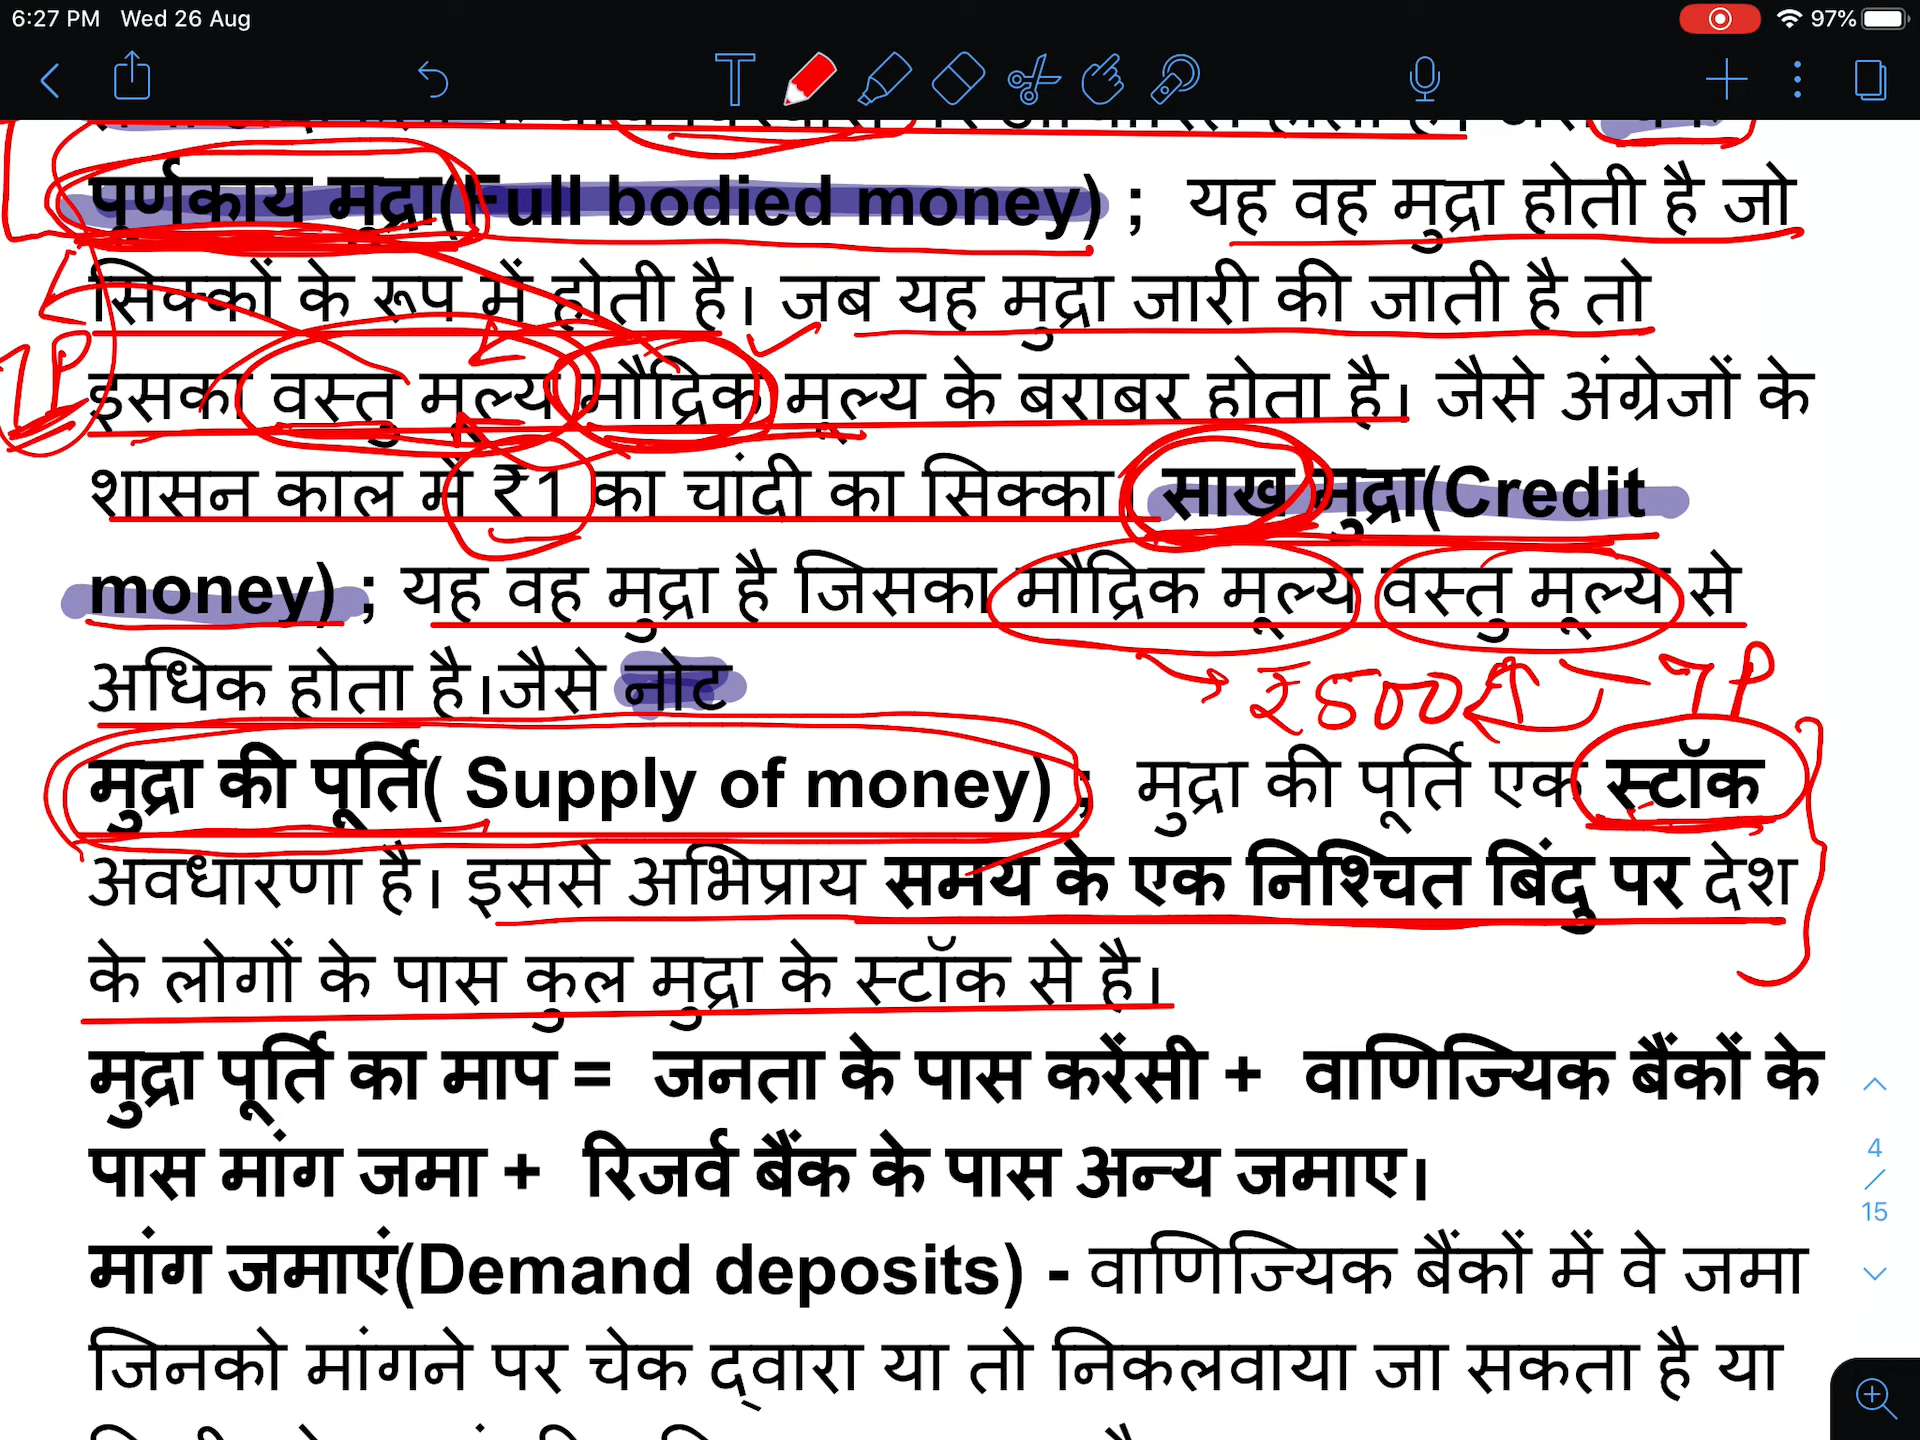 6:27 PM Wed 26 Aug 97%
पूर्णकाय मुद्रा(Full bodied money) ; यह वह मुद्रा होती है जो
सिक्कों के रूप में होती है। जब यह मुद्रा जारी की जाती है तो
इसका वस्तु मूल्य मौद्रिक मूल्य के बराबर होता है। जैसे अंग्रेजों के
शासन काल में ₹1 का चांदी का सिक्का। साख मुद्रा(Credit
money) ; यह वह मुद्रा है जिसका मौद्रिक मूल्य वस्तु मूल्य से
अधिक होता है।जैसे नोट
₹500
मुद्रा की पूर्ति( Supply of money) ; मुद्रा की पूर्ति एक स्टॉक
अवधारणा है। इससे अभिप्राय समय के एक निश्चित बिंदु पर देश
के लोगों के पास कुल मुद्रा के स्टॉक से है।
मुद्रा पूर्ति का माप = जनता के पास करेंसी + वाणिज्यिक बैंकों के
पास मांग जमा + रिजर्व बैंक के पास अन्य जमाए।
मांग जमाएं(Demand deposits) - वाणिज्यिक बैंकों में वे जमा
जिनको मांगने पर चेक द्वारा या तो निकलवाया जा सकता है या
4
/
15